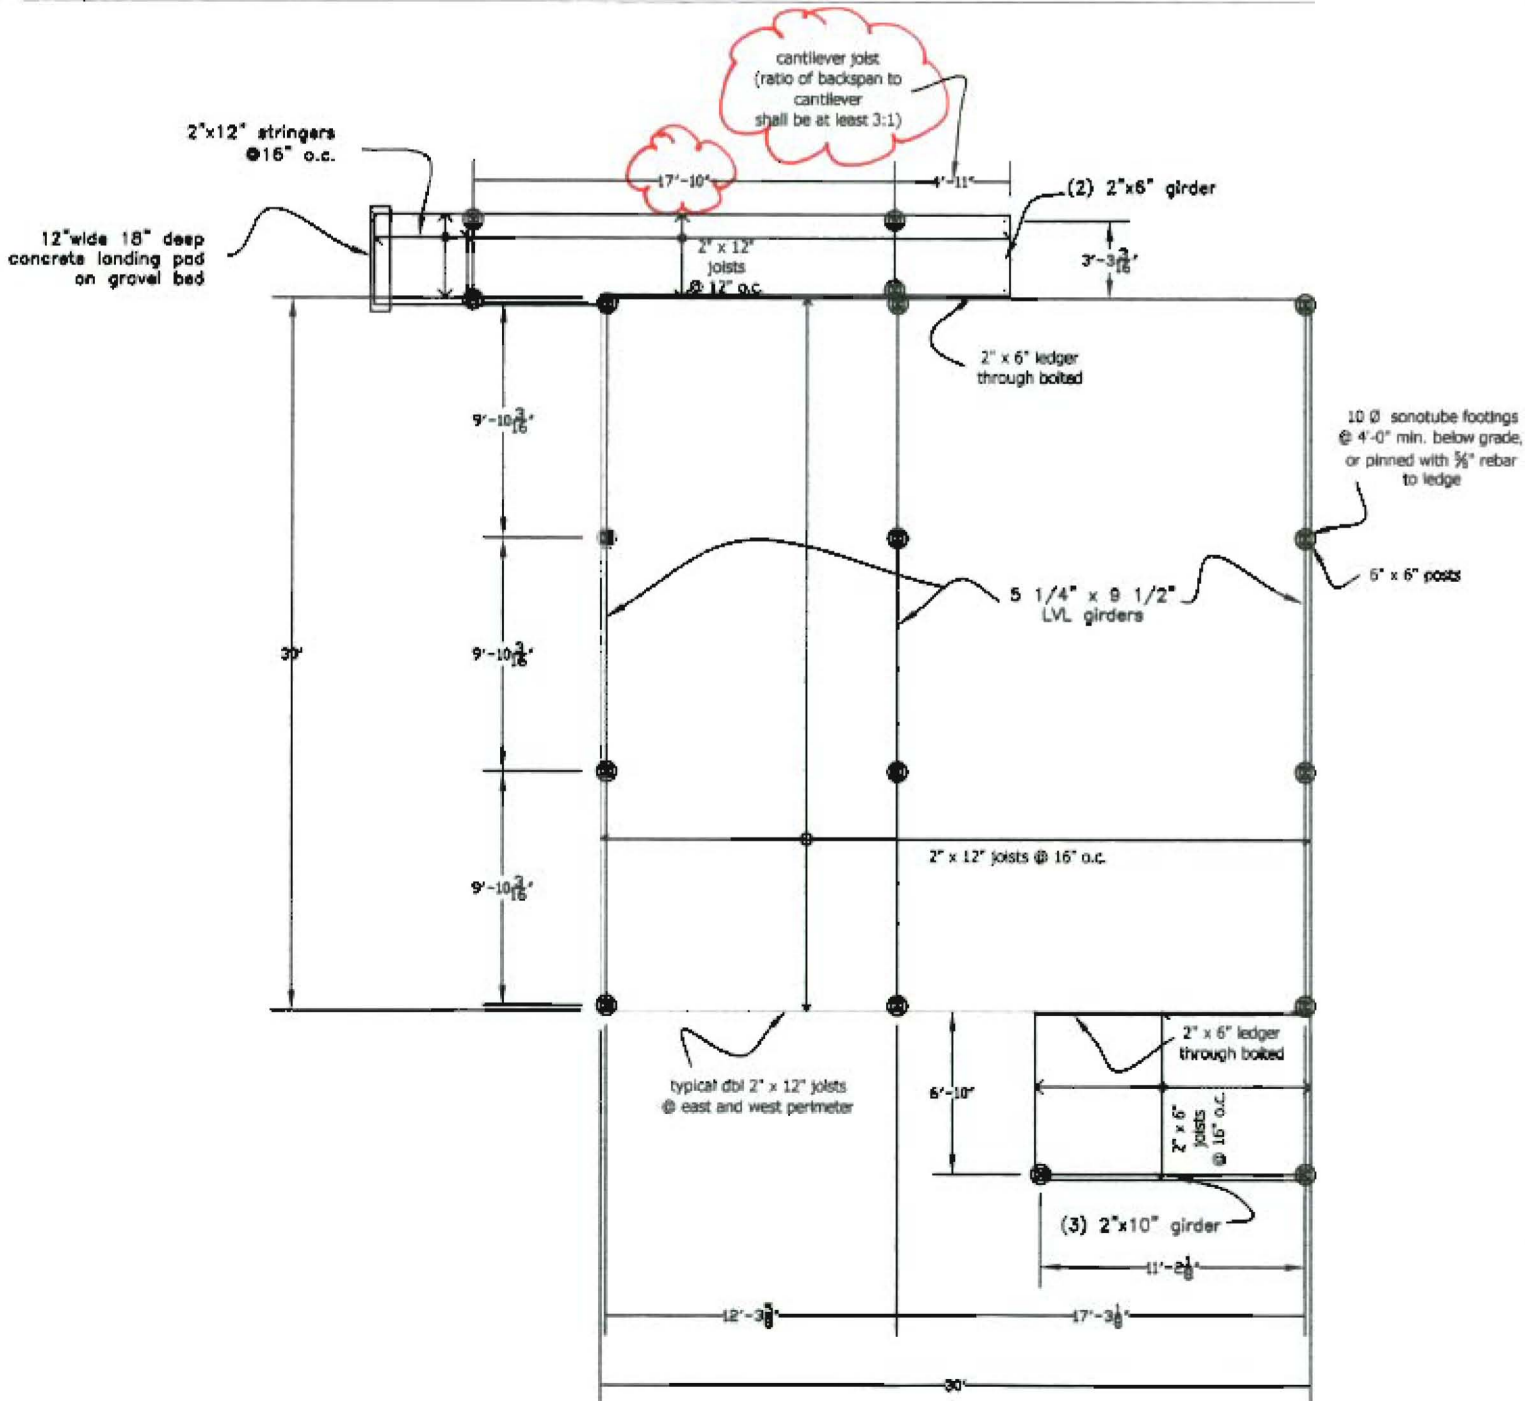 cantilever joist
(ratio of backspan to
cantilever
shall be at least 3:1)
2"x12" stringers
@16" o.c.
17'-10"
4'-11"
(2) 2"x6" girder
12"wide 18" deep
concrete landing pad
on gravel bed
2" x 12"
joists
@ 12" o.c.
3'-3 3/16"
2" x 6" ledger
through bolted
9'-10 3/16"
10 Ø sonotube footings
@ 4'-0" min. below grade,
or pinned with ⅝" rebar
to ledge
6" x 6" posts
5 1/4" x 9 1/2"
LVL girders
30'
9'-10 3/16"
2" x 12" joists @ 16" o.c.
9'-10 3/16"
2" x 6" ledger
through bolted
typical dbl 2" x 12" joists
@ east and west perimeter
6'-10"
2" x 6"
joists
@ 16" o.c.
(3) 2"x10" girder
11'-2 1/8"
12'-3 5/8"
17'-3 1/8"
30'